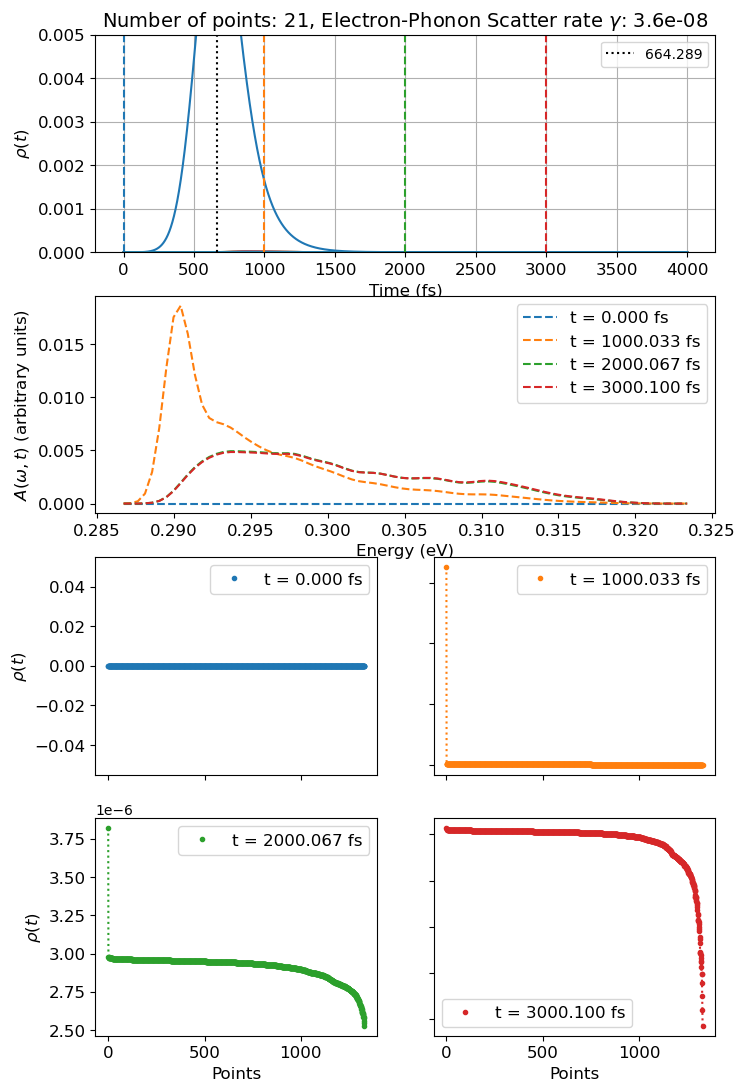 Number of points: 21, Electron-Phonon Scatter rate γ: 3.6e-08
0.005
0.004
0.003
0.002
0.001
0.000
ρ(t)
664.289
0 500 1000 1500 2000 2500 3000 3500 4000
Time (fs)
0.015
0.010
0.005
0.000
A(ω, t) (arbitrary units)
t = 0.000 fs
t = 1000.033 fs
t = 2000.067 fs
t = 3000.100 fs
0.285 0.290 0.295 0.300 0.305 0.310 0.315 0.320 0.325
Energy (eV)
0.04
0.02
0.00
−0.02
−0.04
ρ(t)
t = 0.000 fs
t = 1000.033 fs
1e−6
3.75
3.50
3.25
3.00
2.75
2.50
ρ(t)
t = 2000.067 fs
0 500 1000
Points
t = 3000.100 fs
0 500 1000
Points